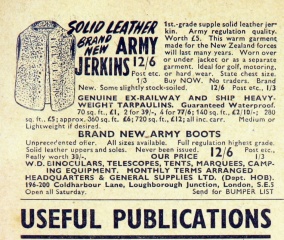 SOLID LEATHER
BRAND NEW ARMY
JERKINS 12/6
Post etc. 1/3
1st.-grade supple solid leather jerkin. Army regulation quality.
Worth £5. This warm garment
made for the New Zealand Forces
will last many years. Worn over
or under jacket or as a separate
garment. Ideal for golf, motoring,
or hard wear. State chest size.
Buy NOW. No traders. Brand
New. Some slightly stock-soiled. 12/6 Post etc., 1/3
GENUINE EX-RAILWAY AND SHIP HEAVY-
WEIGHT TARPAULINS. Guaranteed Waterproof.
70 sq. ft., 2 for 39/-, 4 for 77/6; 140 sq. ft., £2/10/-; 280
sq. ft., £5; approx. 360 sq. ft., £6; 720 sq. ft., £12; all inc. carr. Medium or
Lightweight if desired.
BRAND NEW ARMY BOOTS
Unprecedented offer. All sizes available. Full regulation highest grade.
Solid leather uppers and soles. Never been issued. 12/6 Post etc.,
Really worth 38/3. OUR PRICE 1/3
W.D. BINOCULARS, TELESCOPES, TENTS, MARQUEES, CAMP-
ING EQUIPMENT. MONTHLY TERMS ARRANGED
HEADQUARTERS & GENERAL SUPPLIES LTD. (Dept. HOB).
196-200 Coldharbour Lane, Loughborough Junction, London, S.E.5
Open all Saturday. Send for BUMPER LIST
USEFUL PUBLICATIONS